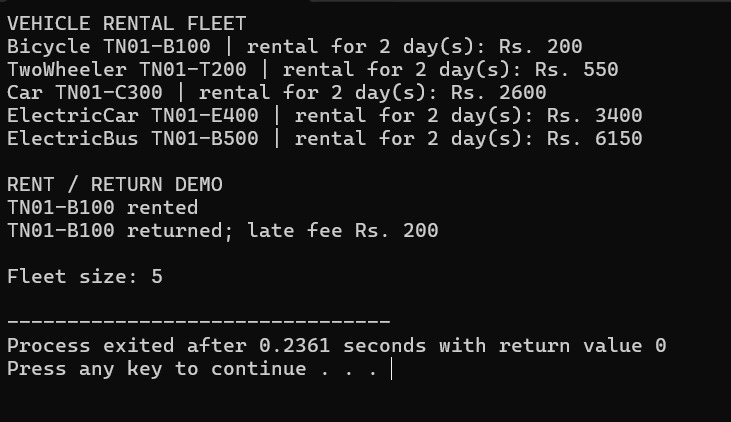 VEHICLE RENTAL FLEET
Bicycle TN01-B100 | rental for 2 day(s): Rs. 200
TwoWheeler TN01-T200 | rental for 2 day(s): Rs. 550
Car TN01-C300 | rental for 2 day(s): Rs. 2600
ElectricCar TN01-E400 | rental for 2 day(s): Rs. 3400
ElectricBus TN01-B500 | rental for 2 day(s): Rs. 6150
RENT / RETURN DEMO
TN01-B100 rented
TN01-B100 returned; late fee Rs. 200
Fleet size: 5
--------------------------------
Process exited after 0.2361 seconds with return value 0
Press any key to continue . . .